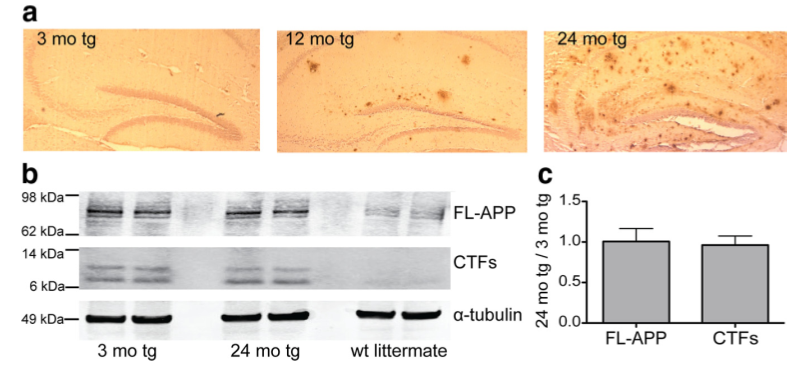 a
3 mo tg
12 mo tg
24 mo tg
b
98 kDa
62 kDa
14 kDa
6 kDa
49 kDa
FL-APP
CTFs
α-tubulin
3 mo tg
24 mo tg
wt littermate
c
24 mo tg / 3 mo tg
1.5
1.0
0.5
0.0
FL-APP
CTFs